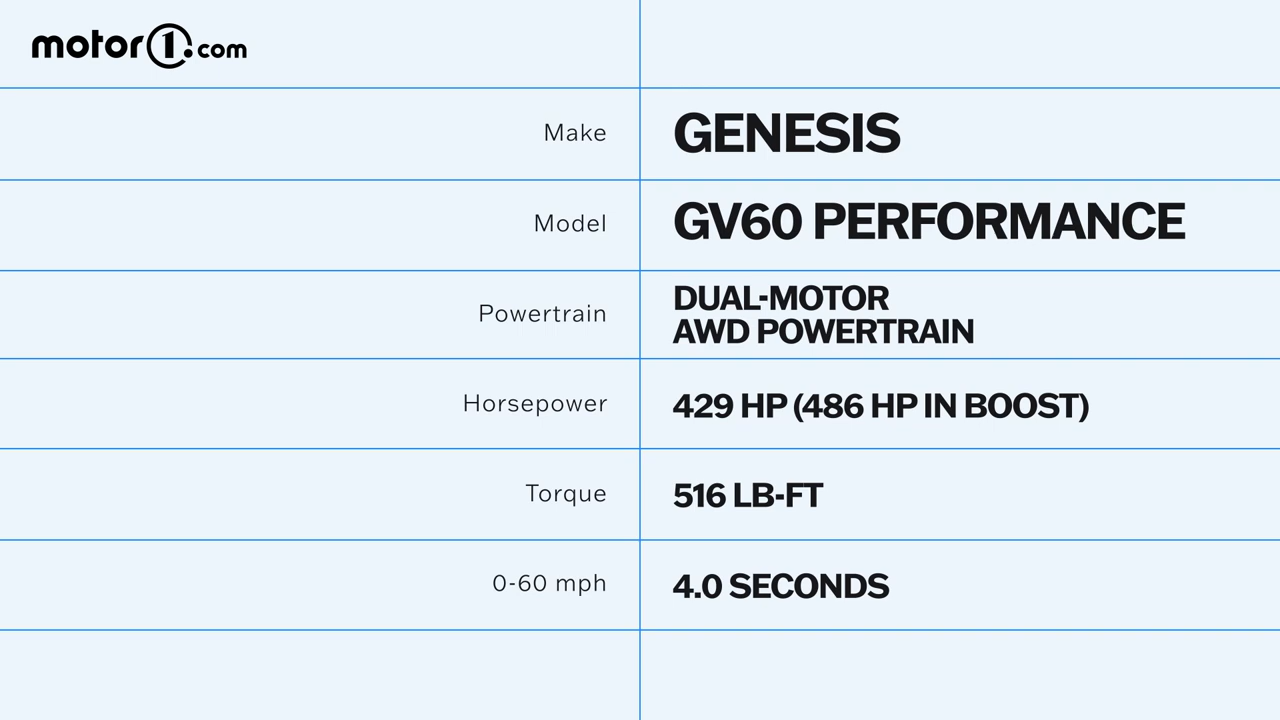 motor1.com
Make
GENESIS
Model
GV60 PERFORMANCE
Powertrain
DUAL-MOTOR
AWD POWERTRAIN
Horsepower
429 HP (486 HP IN BOOST)
Torque
516 LB-FT
0-60 mph
4.0 SECONDS